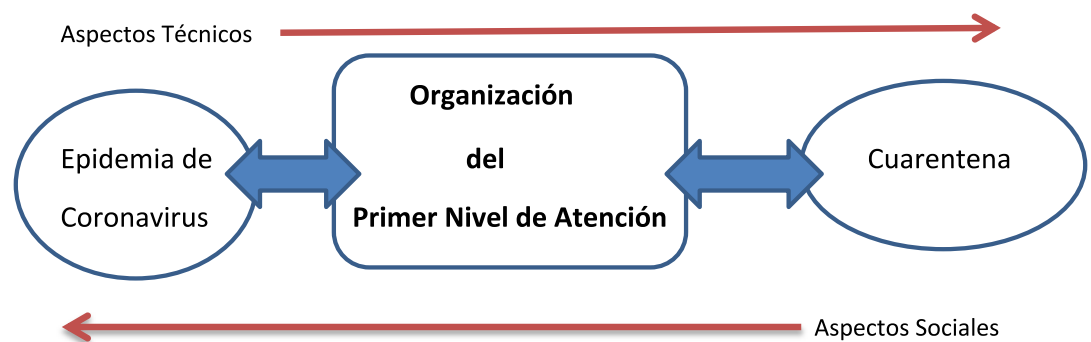 Aspectos Técnicos
Epidemia de
Coronavirus
Organización
del
Primer Nivel de Atención
Cuarentena
Aspectos Sociales